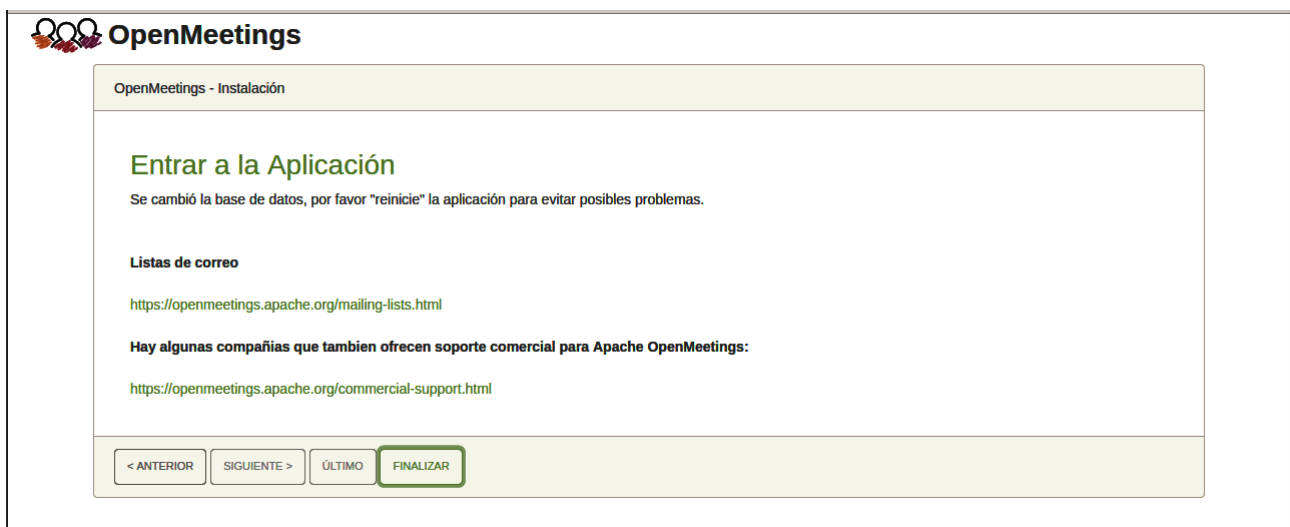 OpenMeetings
OpenMeetings - Instalación
Entrar a la Aplicación
Se cambió la base de datos, por favor "reinicie" la aplicación para evitar posibles problemas.
Listas de correo
https://openmeetings.apache.org/mailing-lists.html
Hay algunas compañias que tambien ofrecen soporte comercial para Apache OpenMeetings:
https://openmeetings.apache.org/commercial-support.html
< ANTERIOR SIGUIENTE > ÚLTIMO FINALIZAR